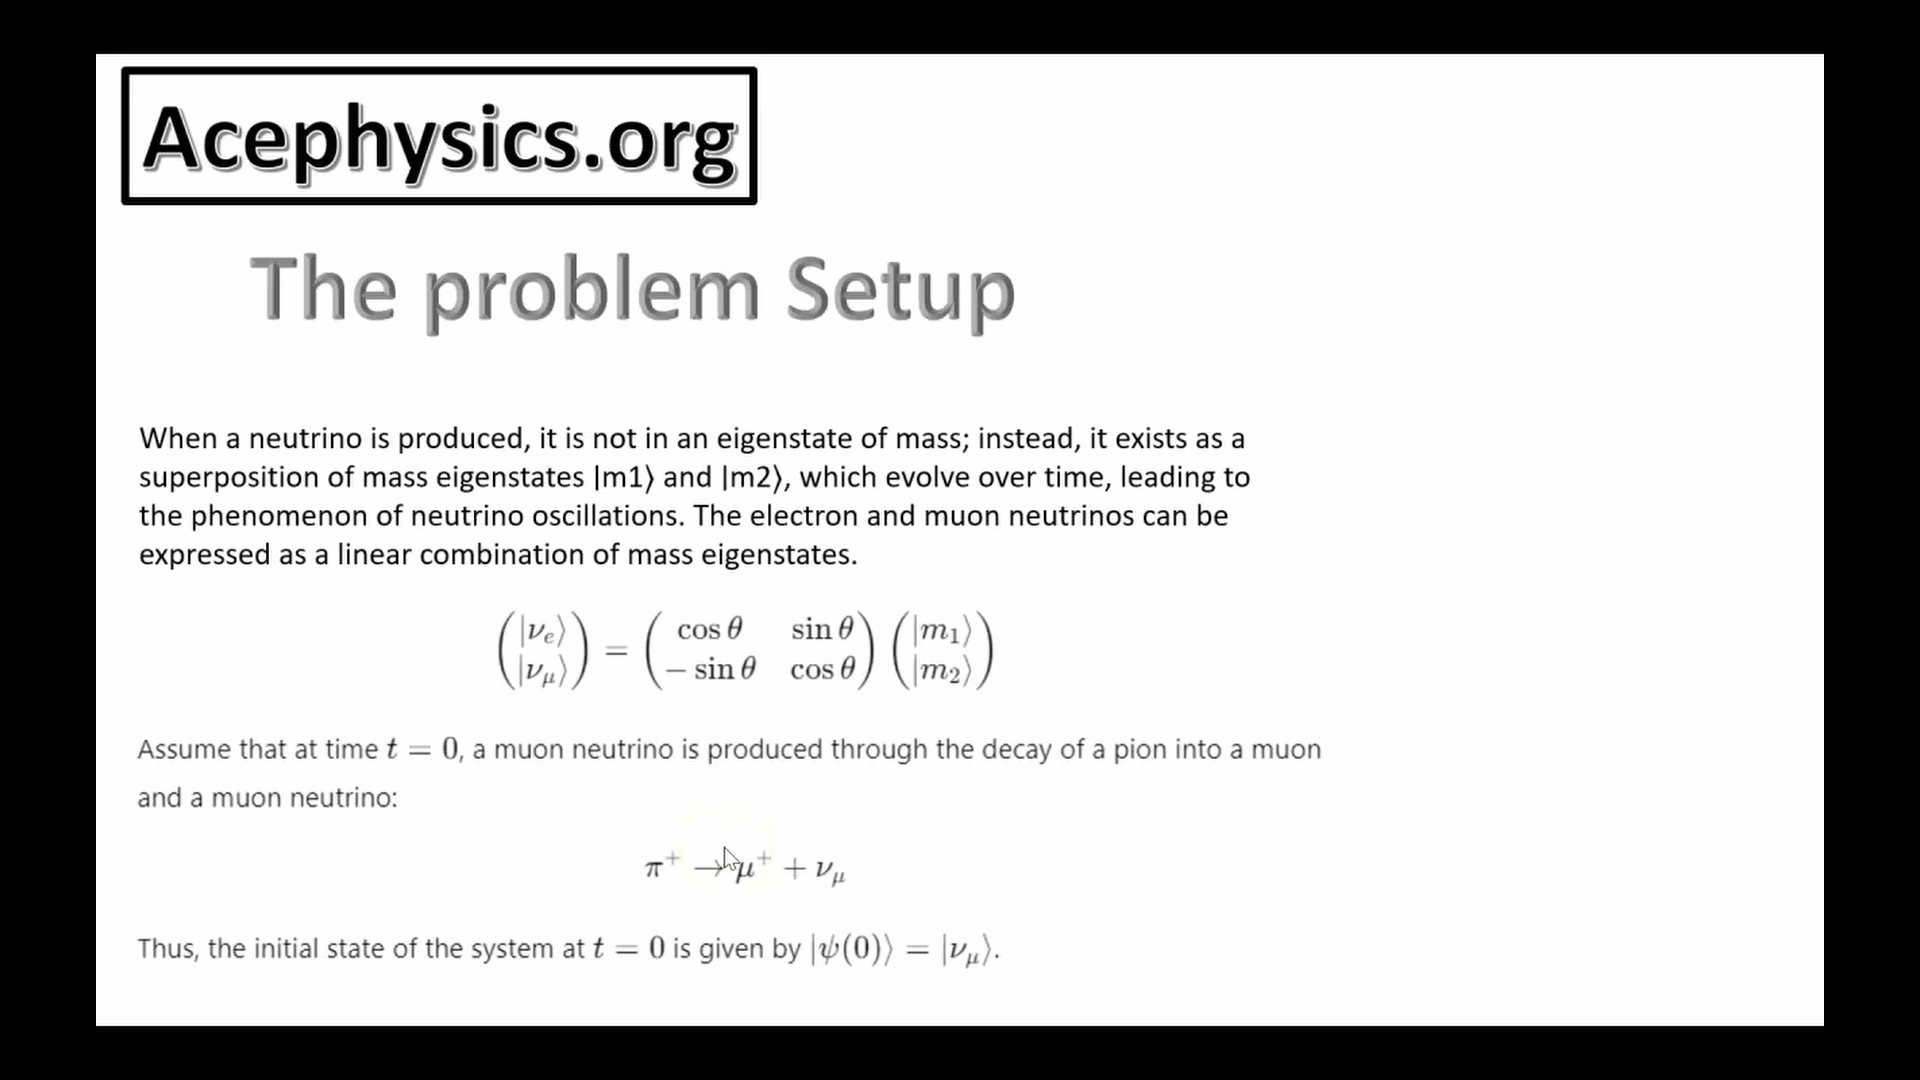 Acephysics.org
The problem Setup
When a neutrino is produced, it is not in an eigenstate of mass; instead, it exists as a
superposition of mass eigenstates |m1⟩ and |m2⟩, which evolve over time, leading to
the phenomenon of neutrino oscillations. The electron and muon neutrinos can be
expressed as a linear combination of mass eigenstates.
(|νₑ⟩ |ν_μ⟩) = (cos θ sin θ − sin θ cos θ) (|m₁⟩ |m₂⟩)
Assume that at time t = 0, a muon neutrino is produced through the decay of a pion into a muon
and a muon neutrino:
π⁺ → μ⁺ + ν_μ
Thus, the initial state of the system at t = 0 is given by |ψ(0)⟩ = |ν_μ⟩.